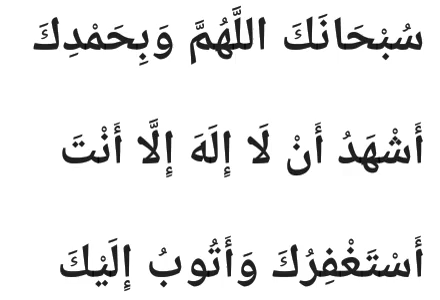 سُبْحَانَكَ اللَّهُمَّ وَبِحَمْدِكَ
أَشْهَدُ أَنْ لَا إِلَهَ إِلَّا أَنْتَ
أَسْتَغْفِرُكَ وَأَتُوبُ إِلَيْكَ